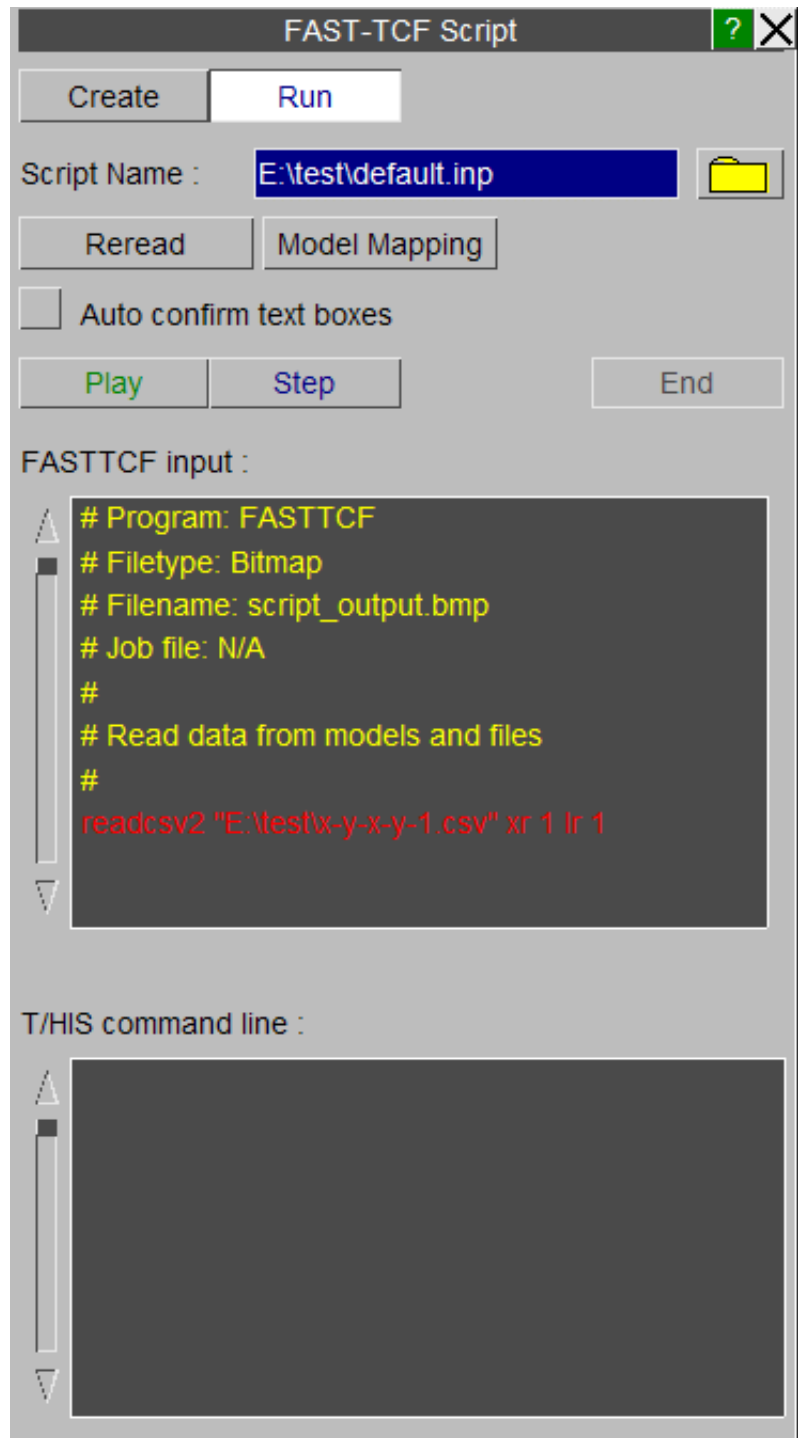 FAST-TCF Script ?
Create Run
Script Name : E:\test\default.inp
Reread Model Mapping
Auto confirm text boxes
Play Step End
FASTTCF input :
# Program: FASTTCF
# Filetype: Bitmap
# Filename: script_output.bmp
# Job file: N/A
#
# Read data from models and files
#
readcsv2 "E:\test\x-y-x-y-1.csv" xr 1 lr 1
T/HIS command line :